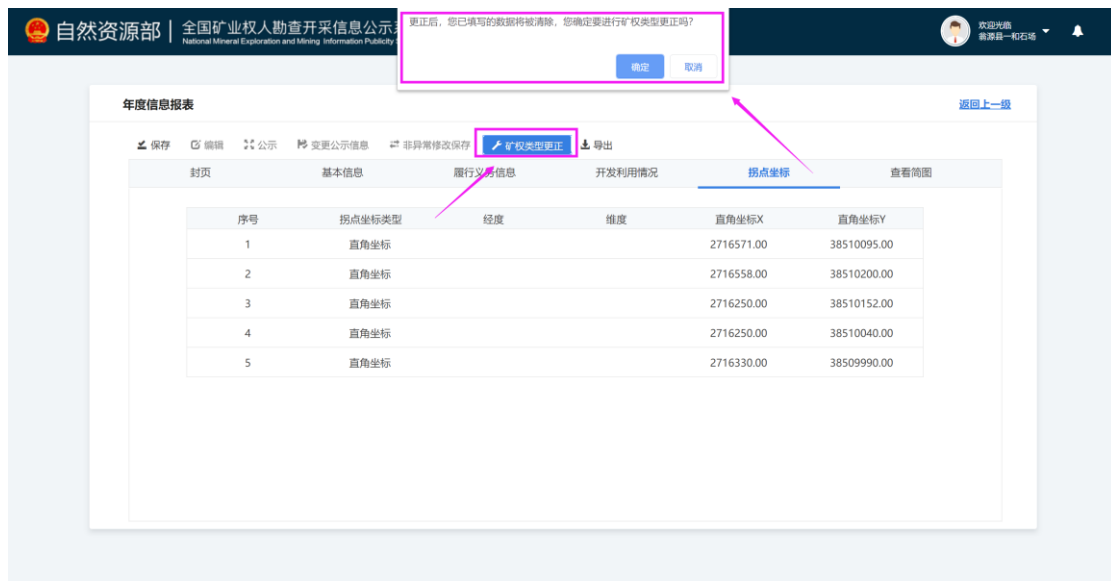 自然资源部
全国矿业权人勘查开采信息公示系
National Mineral Exploration and Mining Information Publicity
更正后，您已填写的数据将被清除，您确定要进行矿权类型更正吗?
确定 取消
欢迎光临
翁源县一和石场
年度信息报表
返回上一级
保存 编辑 公示 变更公示信息 非异常修改保存 矿权类型更正 导出
封页 基本信息 履行义务信息 开发利用情况 拐点坐标 查看简图
序号 拐点坐标类型 经度 维度 直角坐标X 直角坐标Y
1 直角坐标 2716571.00 38510095.00
2 直角坐标 2716558.00 38510200.00
3 直角坐标 2716250.00 38510152.00
4 直角坐标 2716250.00 38510040.00
5 直角坐标 2716330.00 38509990.00